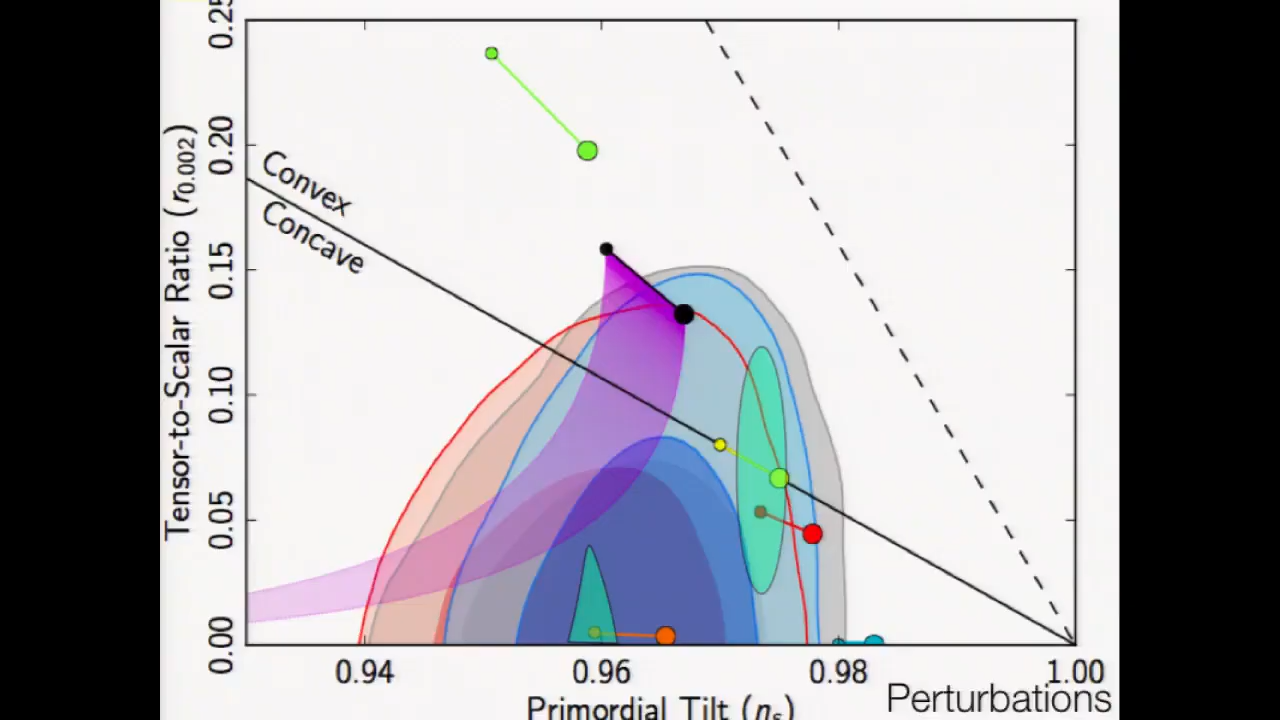 0.25
0.20
0.15
0.10
0.05
0.00
Tensor-to-Scalar Ratio (r0.002)
Convex
Concave
0.94
0.96
0.98
1.00
Primordial Tilt (ns)
Perturbations